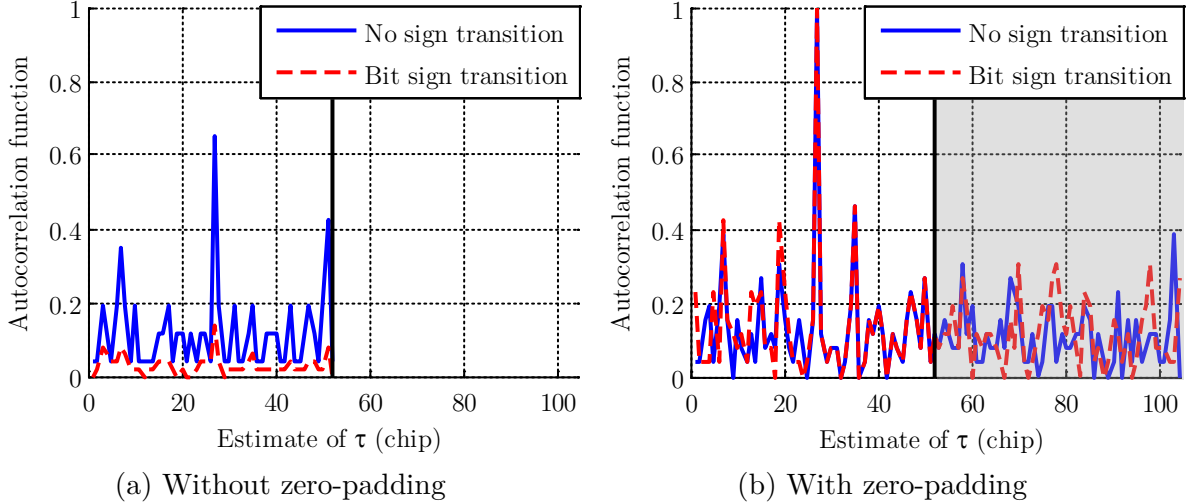 No sign transition
Bit sign transition
Autocorrelation function
1
0.8
0.6
0.4
0.2
0
0 20 40 60 80 100
Estimate of τ (chip)
(a) Without zero-padding
No sign transition
Bit sign transition
Autocorrelation function
1
0.8
0.6
0.4
0.2
0
0 20 40 60 80 100
Estimate of τ (chip)
(b) With zero-padding